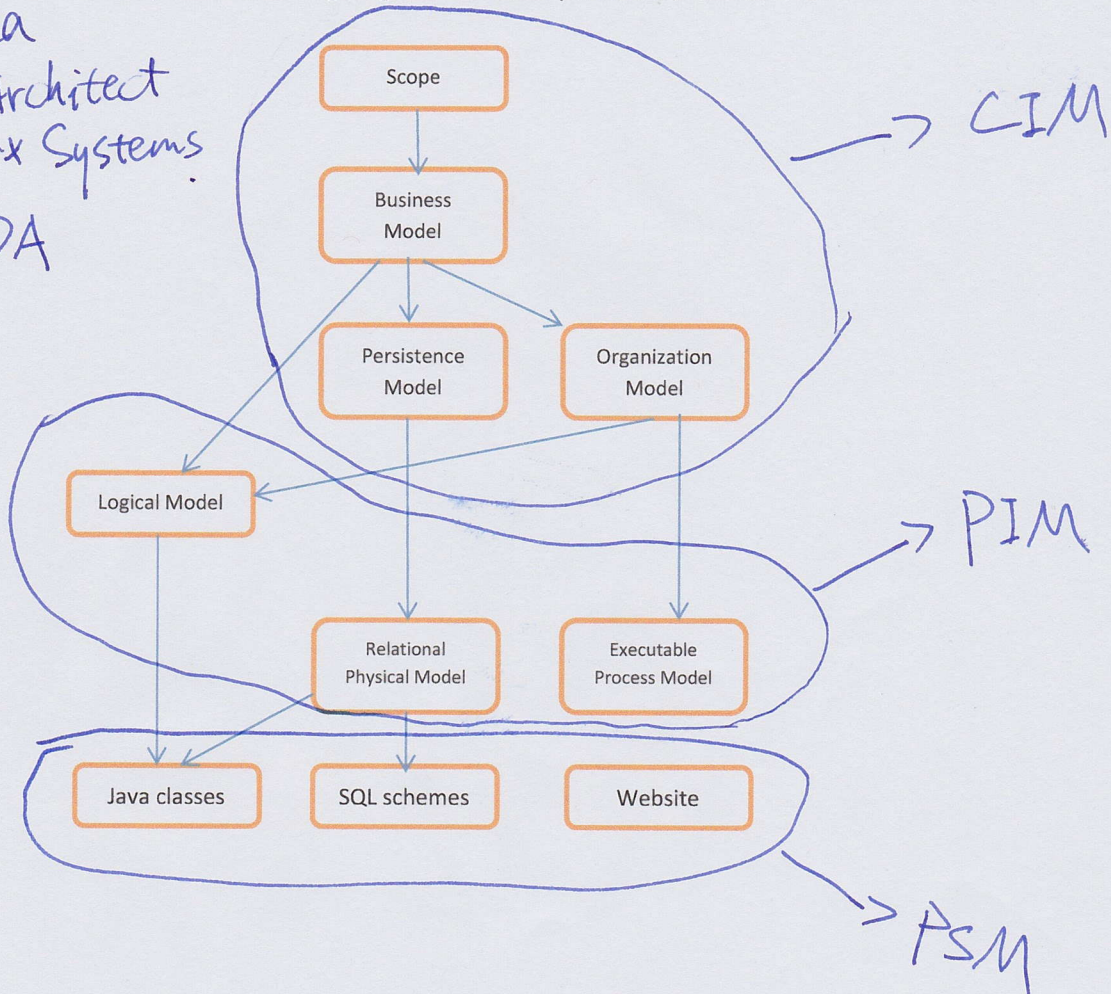 Architect
Systems
Scope
CIM
Business
Model
Persistence
Model
Organization
Model
Logical Model
PIM
Relational
Physical Model
Executable
Process Model
Java classes
SQL schemes
Website
PSM